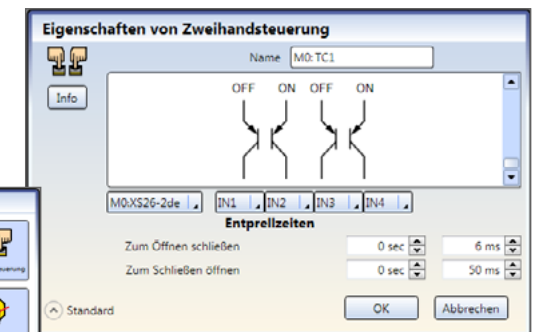 Eigenschaften von Zweihandsteuerung
Name M0:TC1
Info
OFF ON OFF ON
M0:XS26-2de IN1 IN2 IN3 IN4
Entprellzeiten
Zum Öffnen schließen 0 sec 6 ms
Zum Schließen öffnen 0 sec 50 ms
Standard OK Abbrechen